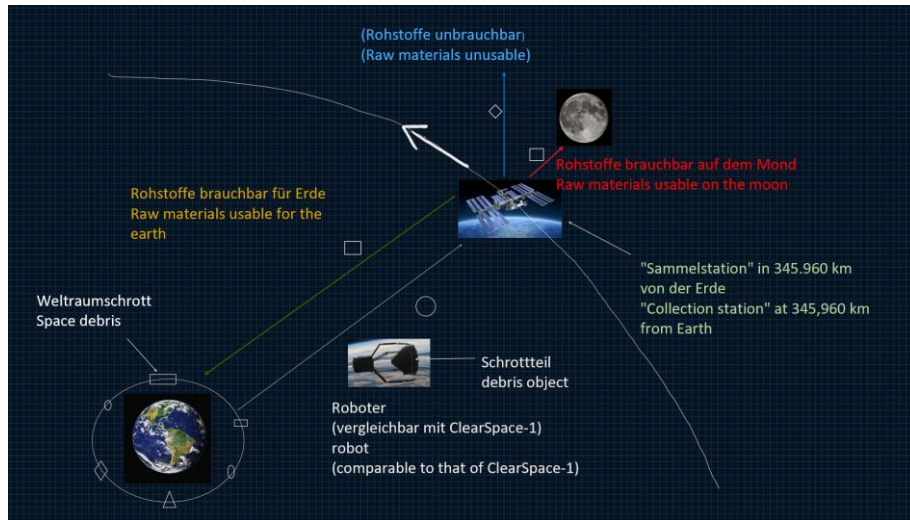 (Rohstoffe unbrauchbar)
(Raw materials unusable)
Rohstoffe brauchbar auf dem Mond
Raw materials usable on the moon
Rohstoffe brauchbar für Erde
Raw materials usable for the
earth
"Sammelstation" in 345.960 km
von der Erde
"Collection station" at 345,960 km
from Earth
Weltraumschrott
Space debris
Schrottteil
debris object
Roboter
(vergleichbar mit ClearSpace-1)
robot
(comparable to that of ClearSpace-1)